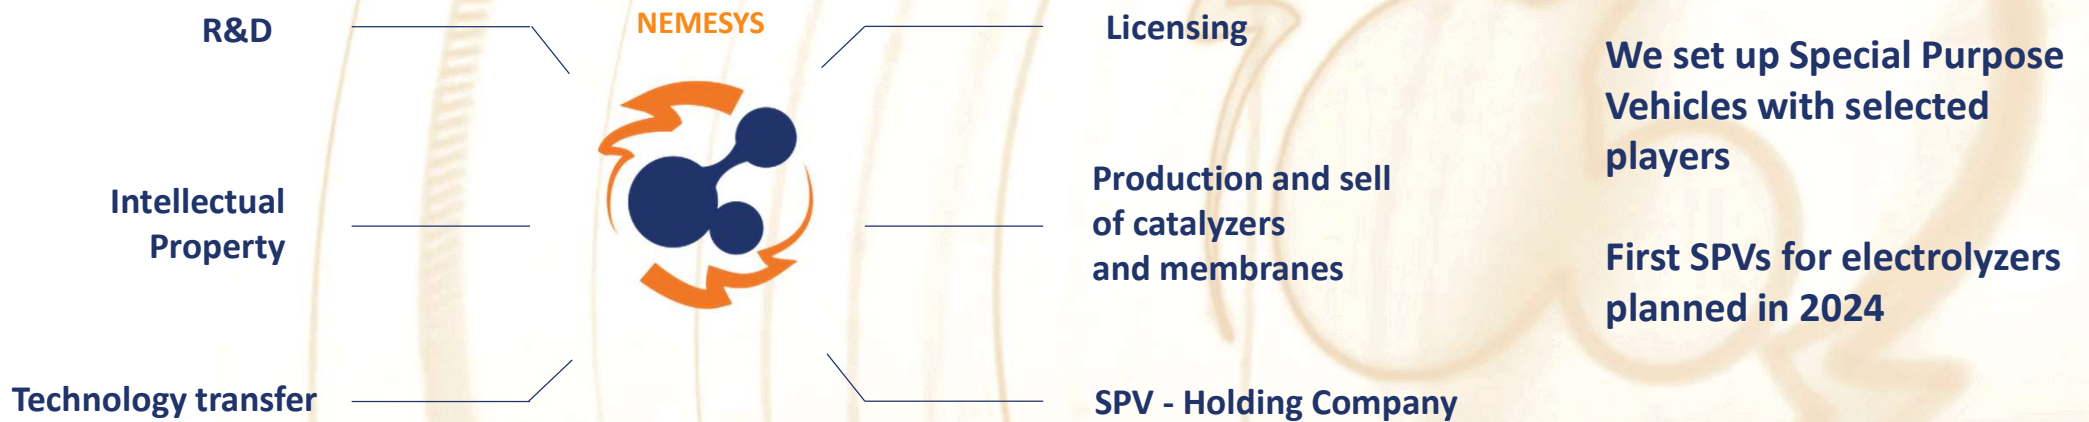 NEMESYS
R&D
Intellectual
Property
Technology transfer
Licensing
Production and sell
of catalyzers
and membranes
SPV - Holding Company
We set up Special Purpose
Vehicles with selected
players
First SPVs for electrolyzers
planned in 2024